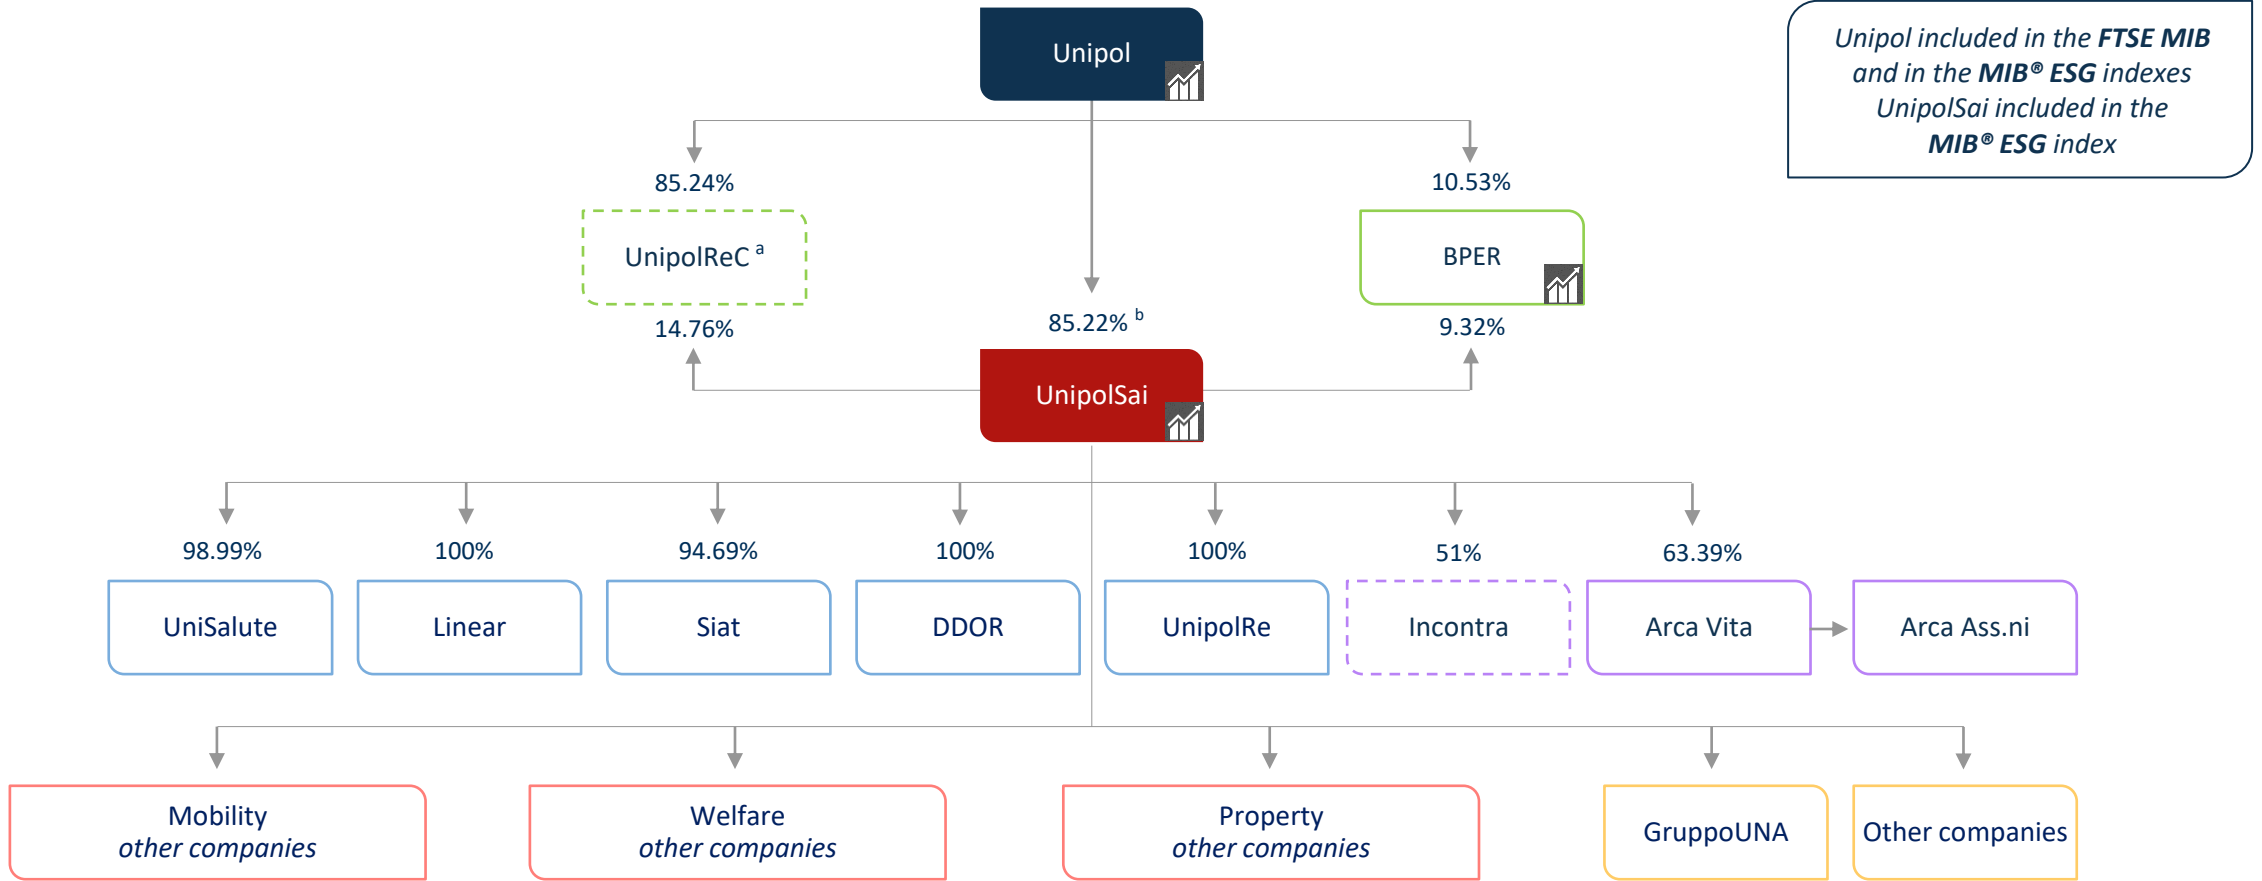 Unipol
Unipol included in the FTSE MIB
and in the MIB® ESG indexes
UnipolSai included in the
MIB® ESG index
85.24%
10.53%
UnipolReC a
BPER
14.76%
85.22% b
9.32%
UnipolSai
98.99%
100%
94.69%
100%
100%
51%
63.39%
UniSalute
Linear
Siat
DDOR
UnipolRe
Incontra
Arca Vita
Arca Ass.ni
Mobility
other companies
Welfare
other companies
Property
other companies
GruppoUNA
Other companies